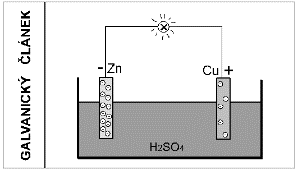 GALVANICKÝ ČLÁNEK
- Zn
Cu +
H2SO4